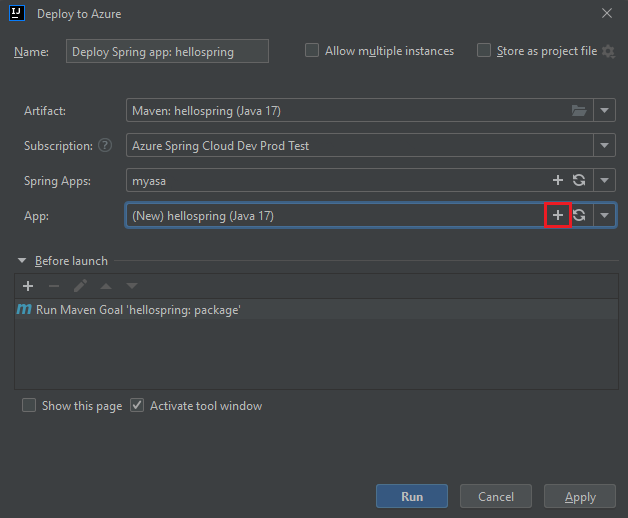 Deploy to Azure
Name: Deploy Spring app: hellospring Allow multiple instances Store as project file
Artifact: Maven: hellospring (Java 17)
Subscription: Azure Spring Cloud Dev Prod Test
Spring Apps: myasa
App: (New) hellospring (Java 17)
Before launch
Run Maven Goal 'hellospring: package'
Show this page Activate tool window
Run Cancel Apply